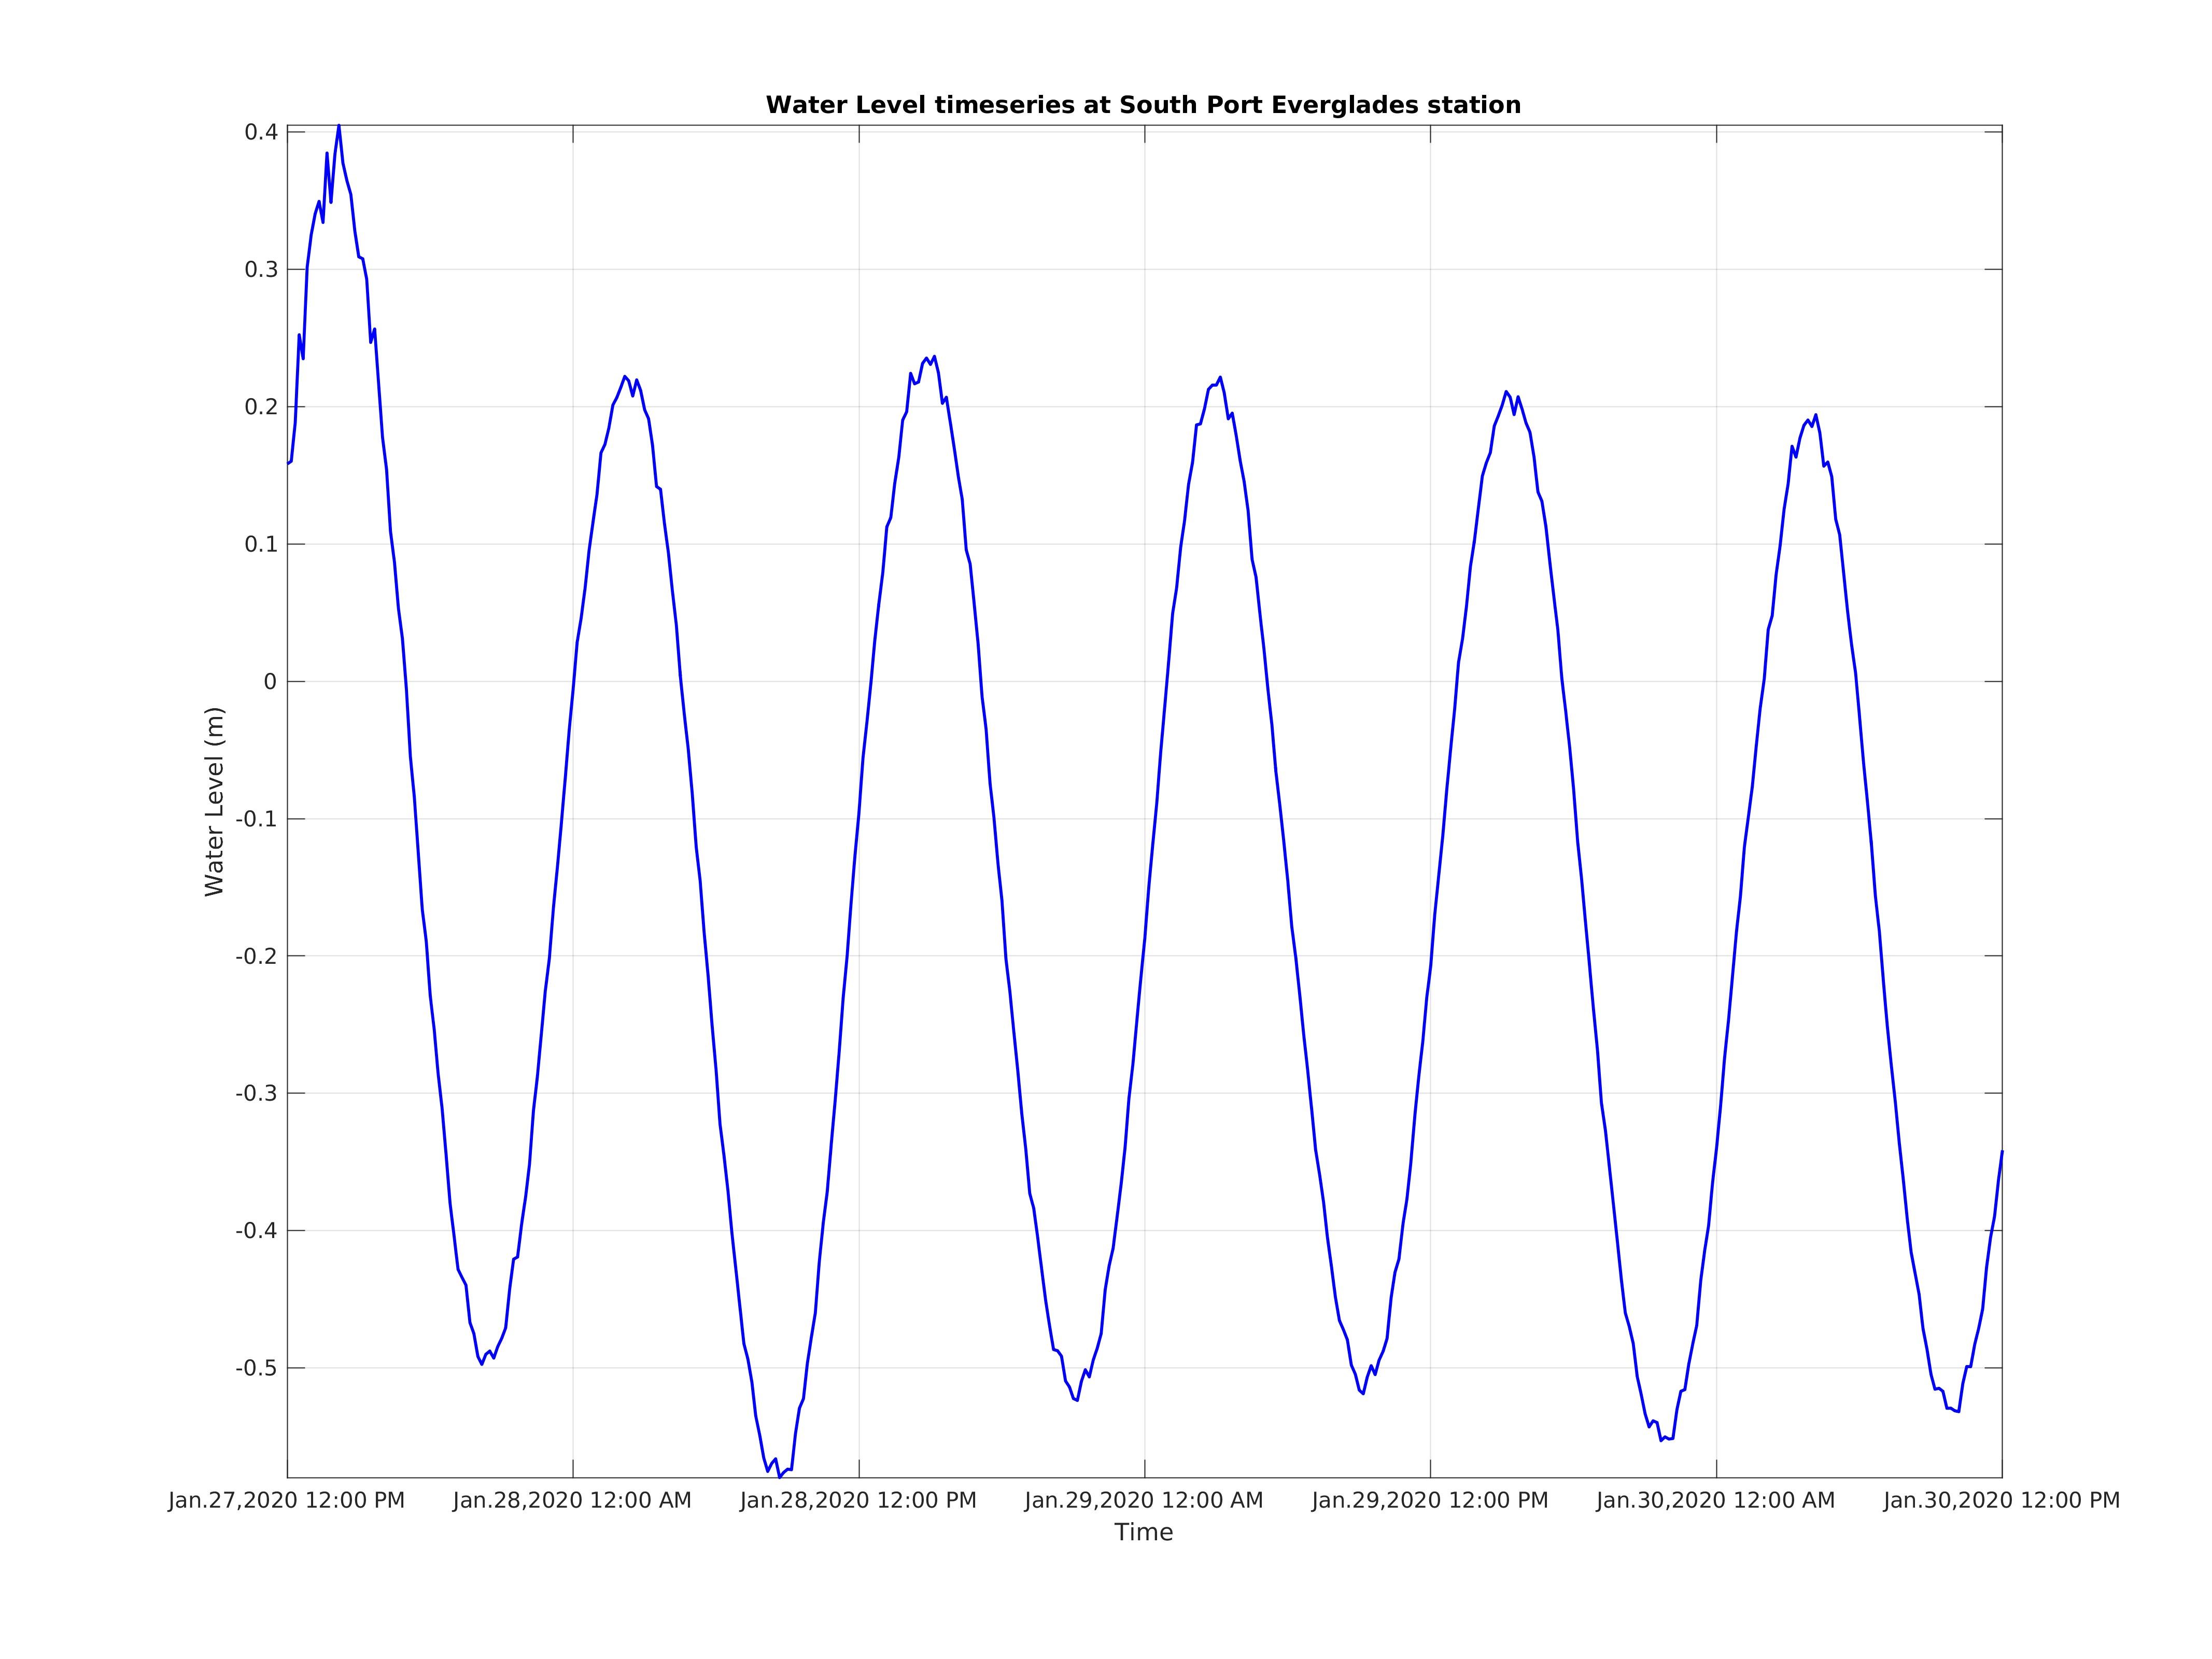 Water Level timeseries at South Port Everglades station
0.4
0.3
0.2
0.1
0
-0.1
-0.2
-0.3
-0.4
-0.5
Water Level (m)
Jan.27,2020 12:00 PM
Jan.28,2020 12:00 AM
Jan.28,2020 12:00 PM
Jan.29,2020 12:00 AM
Jan.29,2020 12:00 PM
Jan.30,2020 12:00 AM
Jan.30,2020 12:00 PM
Time